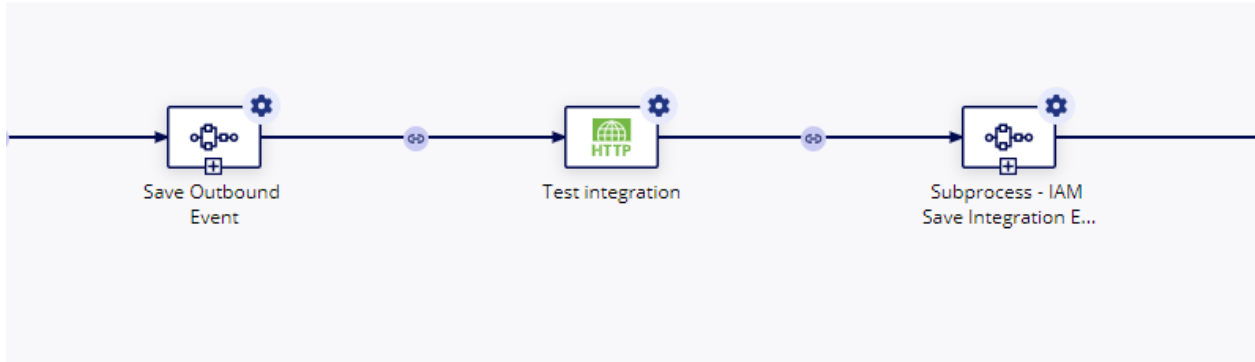 HTTP
Save Outbound
Event
Test integration
Subprocess - IAM
Save Integration E...